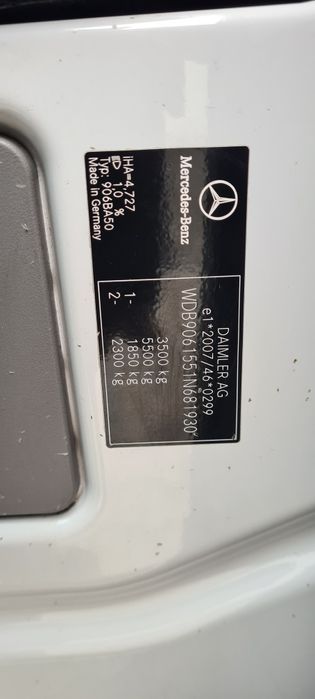 Mercedes-Benz
DAIMLER AG
e1*2007/46*0299
WDB9061551N681930
3500 kg
5500 kg
1- 1850 kg
2- 2300 kg
iHA=4,727
1,0 %
Typ: 906BA50
Made in Germany